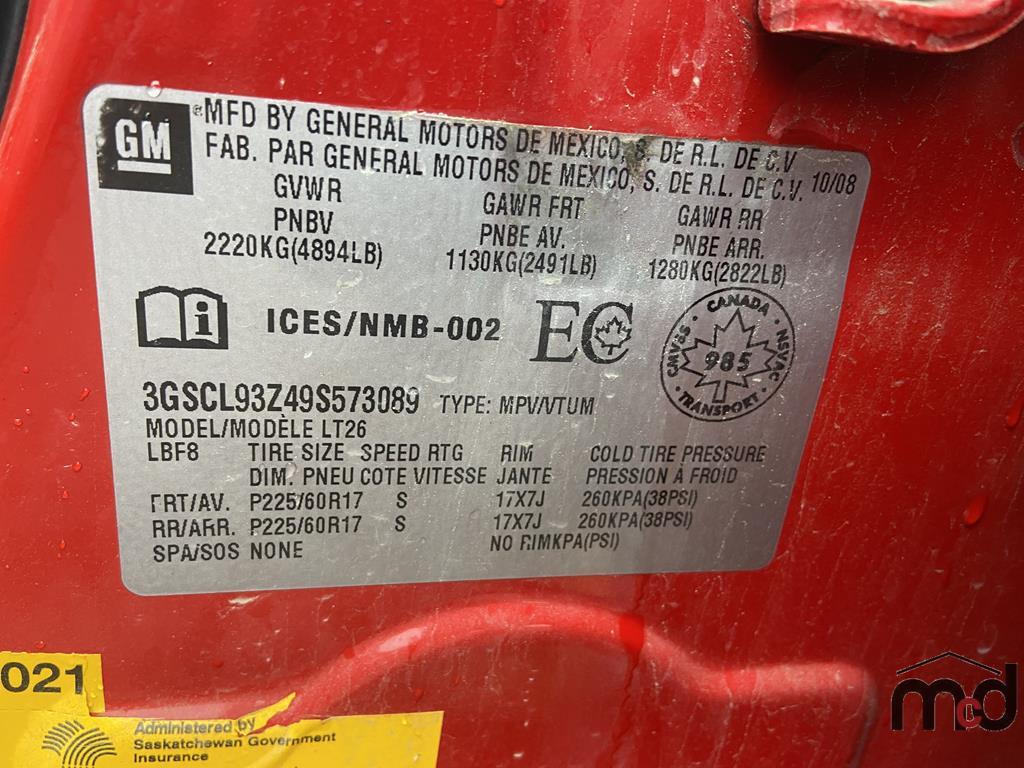 GM
MFD BY GENERAL MOTORS DE MEXICO, S. DE R.L. DE C.V
FAB. PAR GENERAL MOTORS DE MEXICO, S. DE R.L. DE C.V. 10/08
GVWR GAWR FRT GAWR RR
PNBV PNBE AV. PNBE ARR.
2220KG(4894LB) 1130KG(2491LB) 1280KG(2822LB)
i ICES/NMB-002 EC
CANADA
CMVSS NSVAC
985
TRANSPORT
3GSCL93Z49S573089 TYPE: MPV/VTUM
MODEL/MODÈLE LT26
LBF8 TIRE SIZE SPEED RTG RIM COLD TIRE PRESSURE
DIM. PNEU COTE VITESSE JANTE PRESSION À FROID
FRT/AV. P225/60R17 S 17X7J 260KPA(38PSI)
RR/ARR. P225/60R17 S 17X7J 260KPA(38PSI)
SPA/SOS NONE NO RIMKPA(PSI)
021
Administered by
Saskatchewan Government
Insurance
mcd